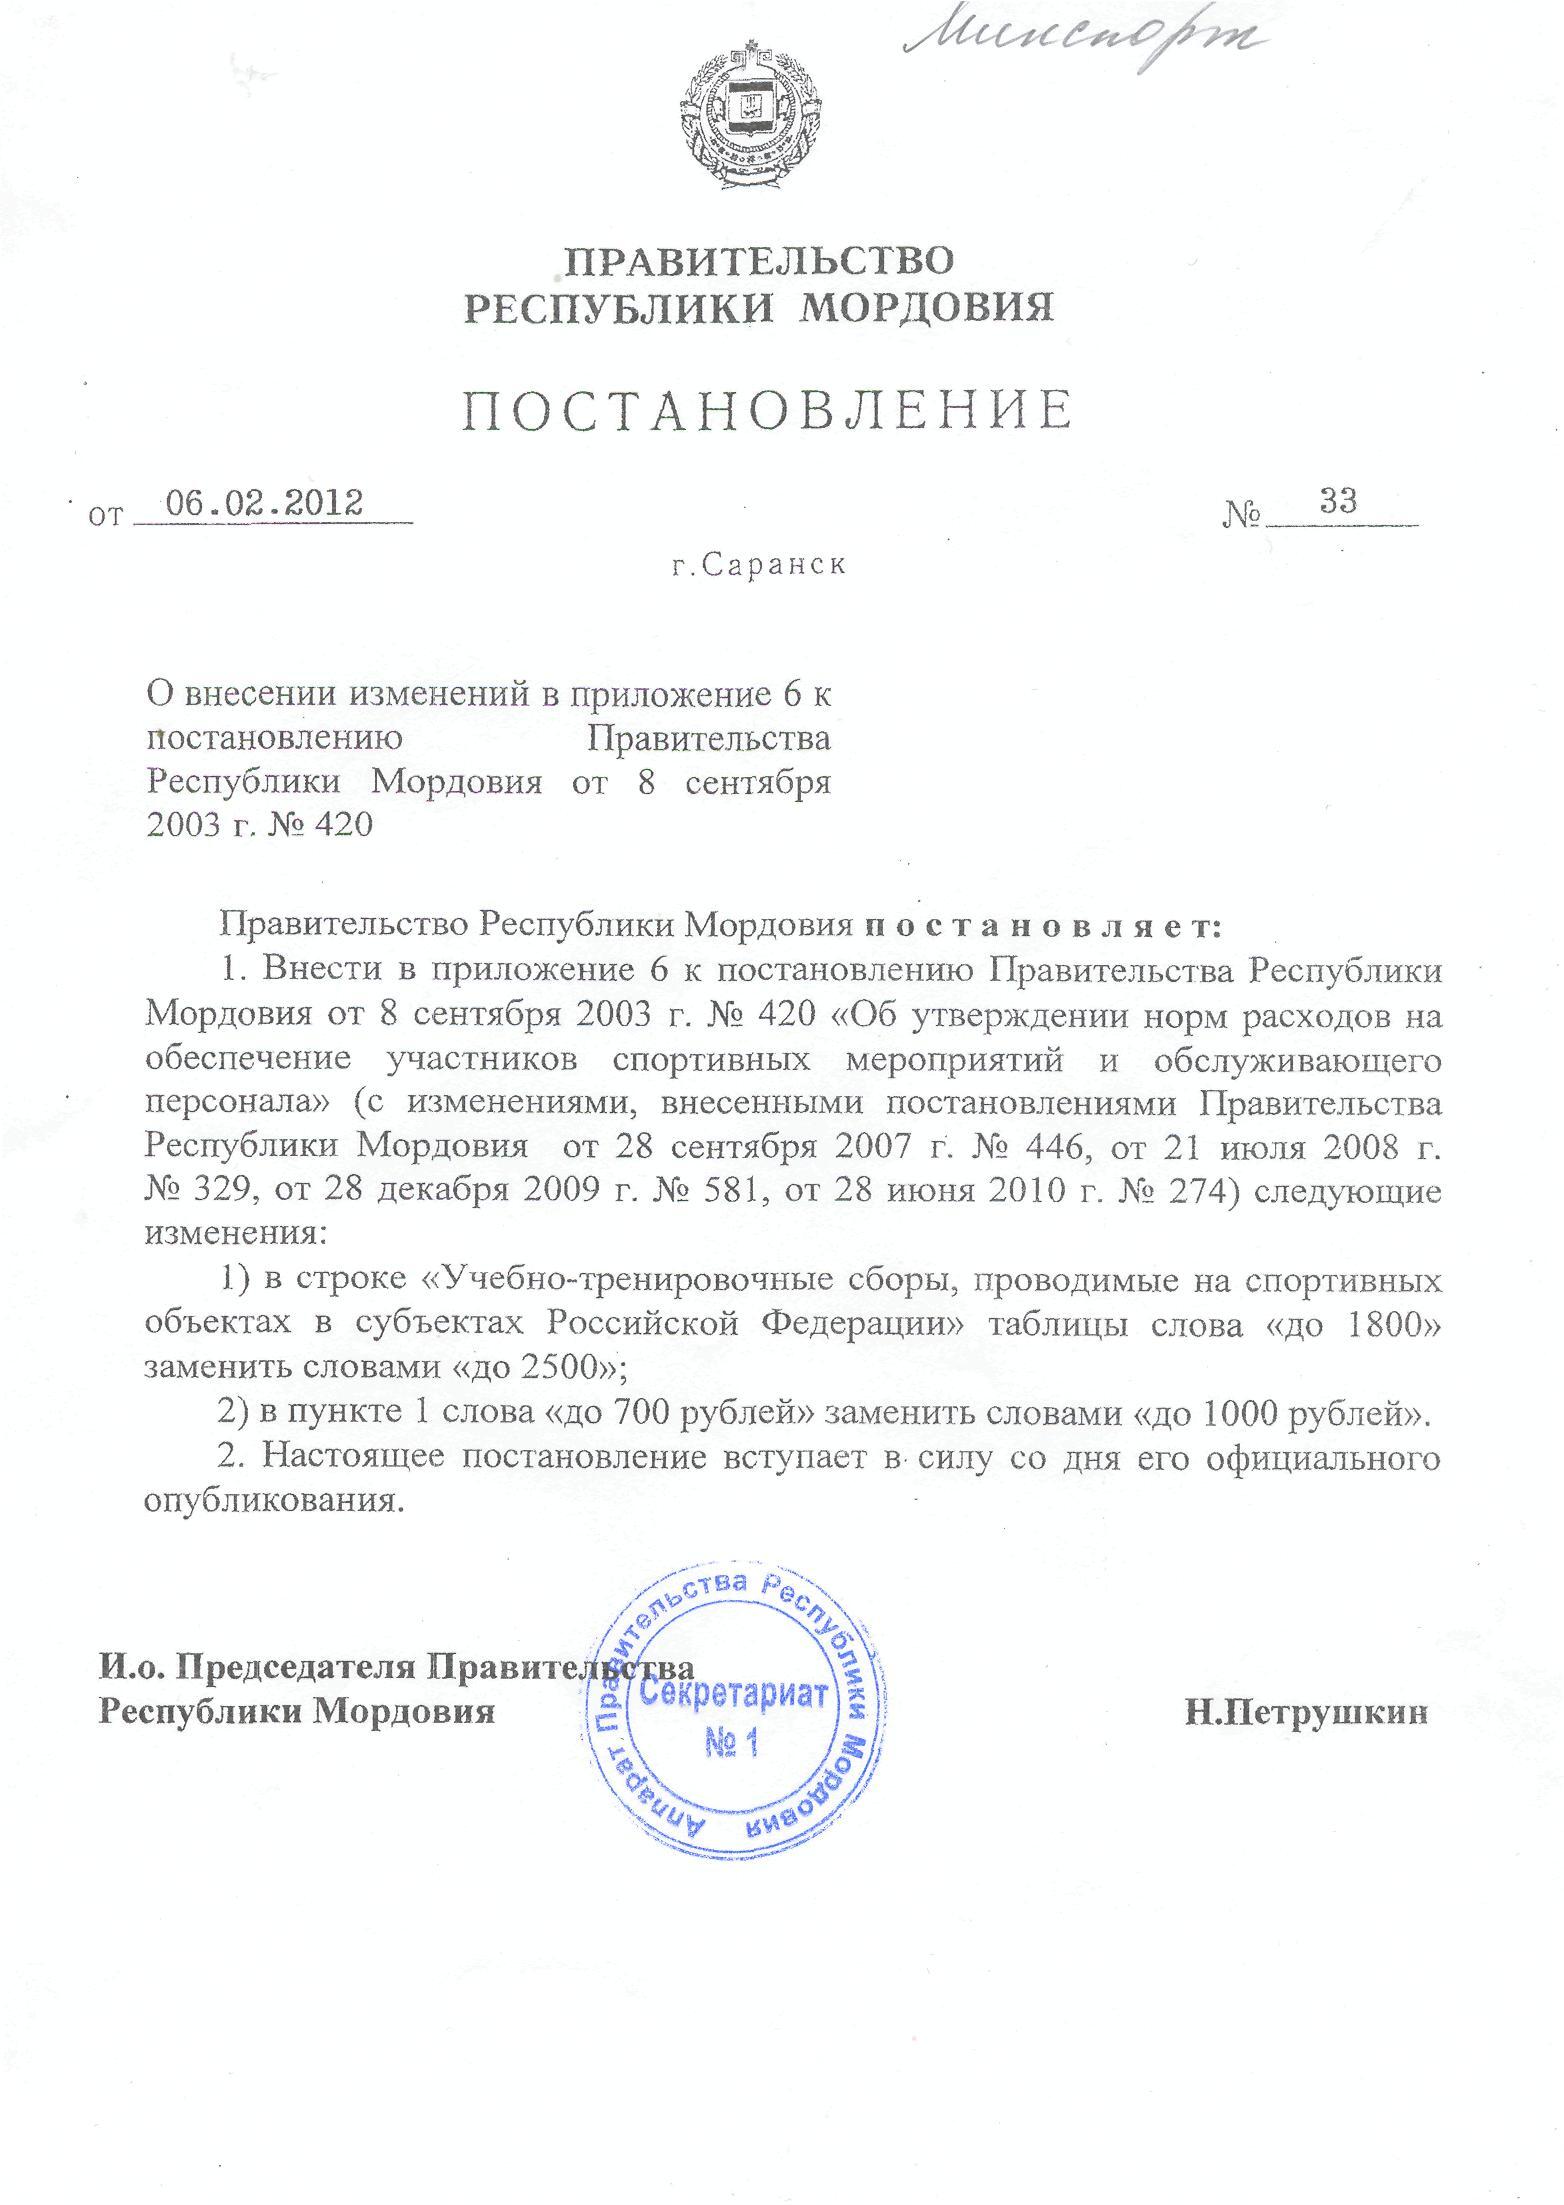 Минспорт
ПРАВИТЕЛЬСТВО
РЕСПУБЛИКИ МОРДОВИЯ
ПОСТАНОВЛЕНИЕ
от 06.02.2012 № 33
г.Саранск
О внесении изменений в приложение 6 к
постановлению Правительства
Республики Мордовия от 8 сентября
2003 г. № 420
Правительство Республики Мордовия п о с т а н о в л я е т:
1. Внести в приложение 6 к постановлению Правительства Республики
Мордовия от 8 сентября 2003 г. № 420 «Об утверждении норм расходов на
обеспечение участников спортивных мероприятий и обслуживающего
персонала» (с изменениями, внесенными постановлениями Правительства
Республики Мордовия от 28 сентября 2007 г. № 446, от 21 июля 2008 г.
№ 329, от 28 декабря 2009 г. № 581, от 28 июня 2010 г. № 274) следующие
изменения:
1) в строке «Учебно-тренировочные сборы, проводимые на спортивных
объектах в субъектах Российской Федерации» таблицы слова «до 1800»
заменить словами «до 2500»;
2) в пункте 1 слова «до 700 рублей» заменить словами «до 1000 рублей».
2. Настоящее постановление вступает в силу со дня его официального
опубликования.
И.о. Председателя Правительства
Республики Мордовия Н.Петрушкин
Аппарат Правительства Республики Мордовия
Секретариат
№ 1